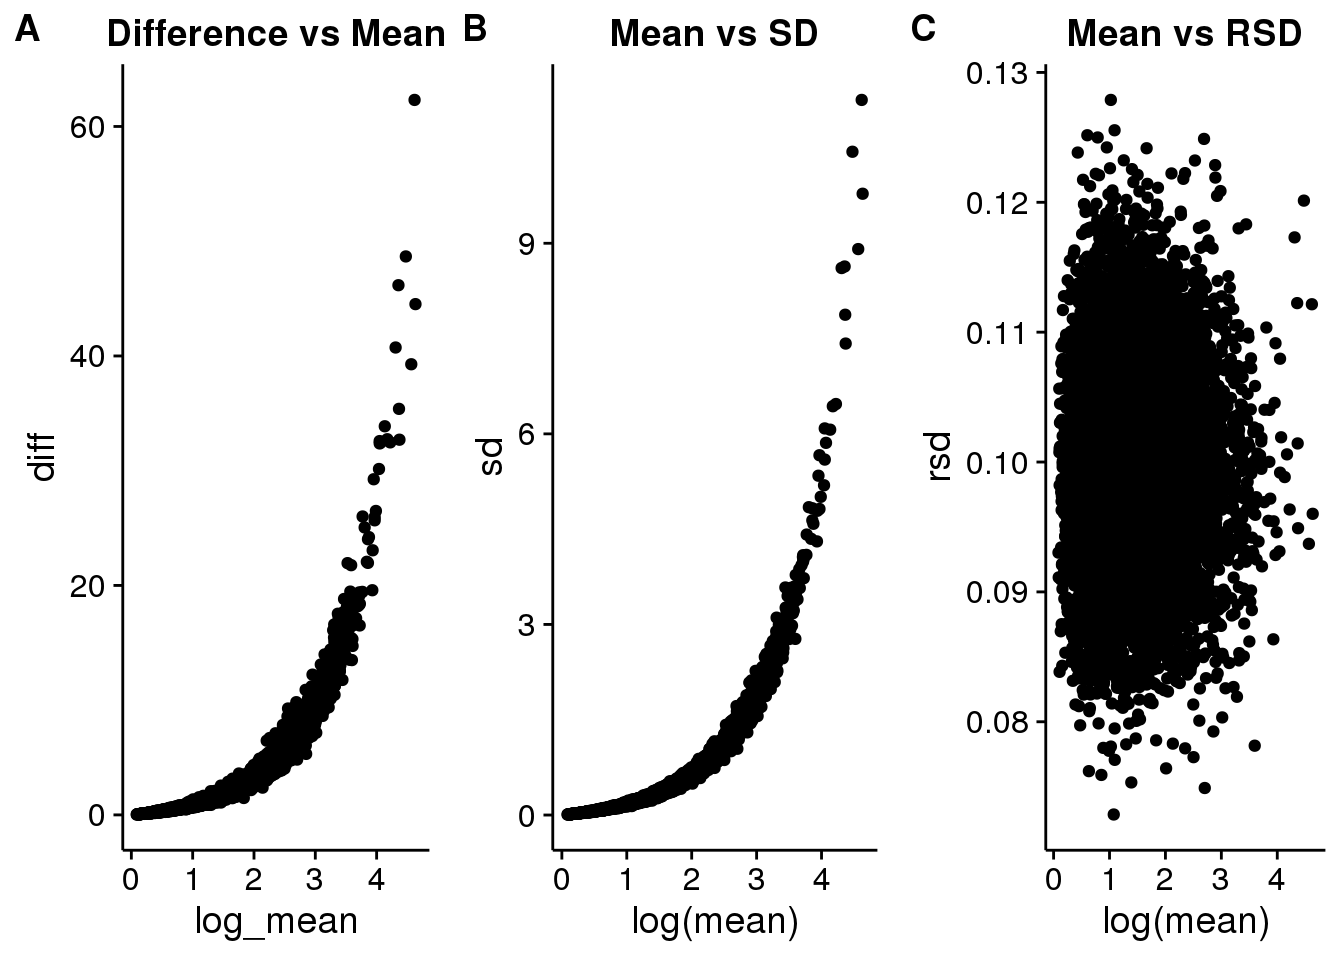 A
Difference vs Mean
60
40
20
0
diff
0 1 2 3 4
log_mean
B
Mean vs SD
9
6
3
0
sd
0 1 2 3 4
log(mean)
C
Mean vs RSD
0.13
0.12
0.11
0.10
0.09
0.08
rsd
0 1 2 3 4
log(mean)